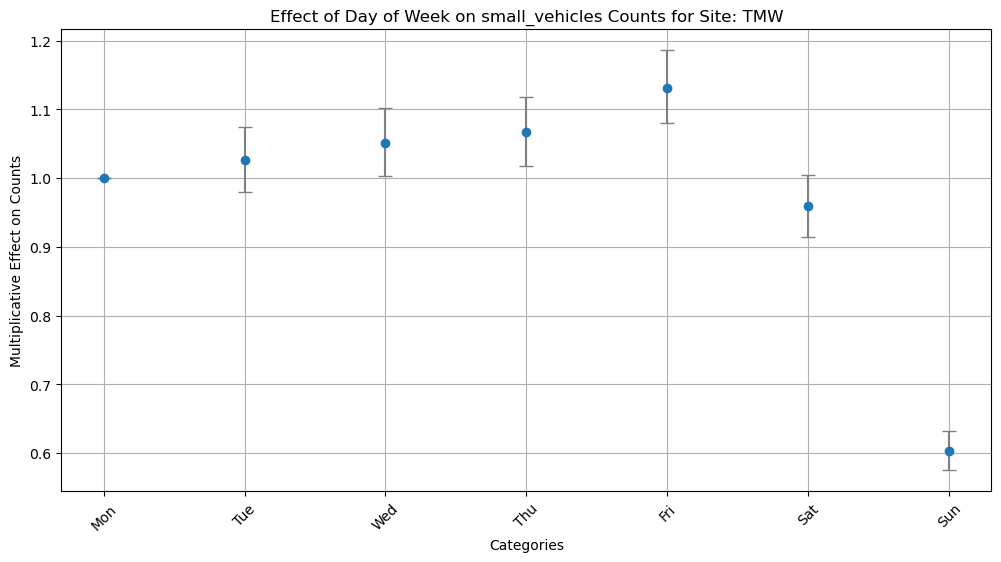 Effect of Day of Week on small_vehicles Counts for Site: TMW
Multiplicative Effect on Counts
1.2
1.1
1.0
0.9
0.8
0.7
0.6
Mon
Tue
Wed
Thu
Fri
Sat
Sun
Categories